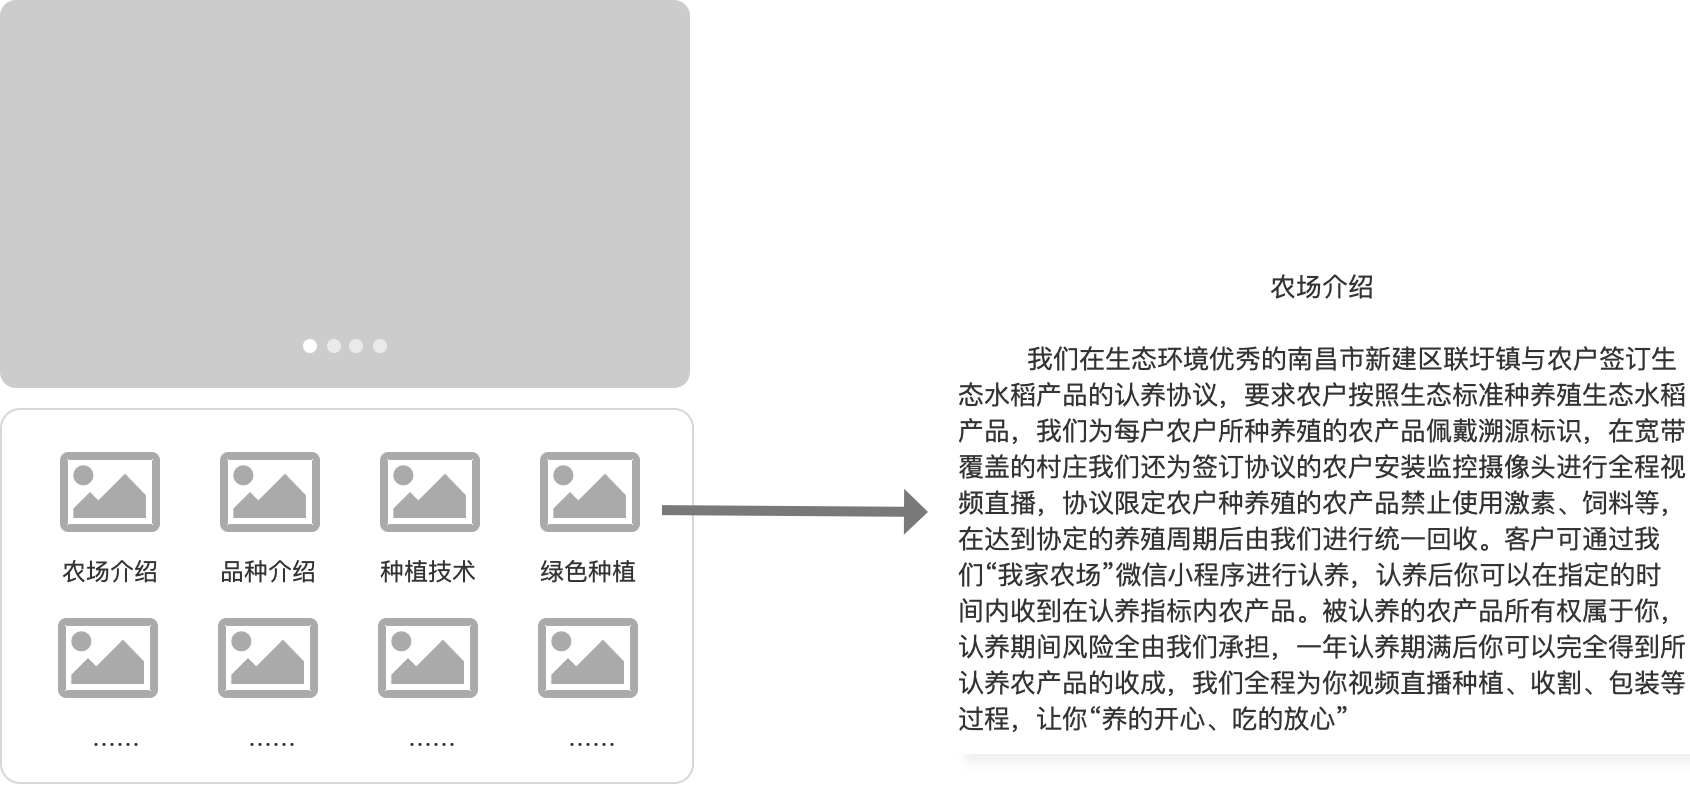 农场介绍 品种介绍 种植技术 绿色种植
...... ...... ...... ......
农场介绍
我们在生态环境优秀的南昌市新建区联圩镇与农户签订生
态水稻产品的认养协议，要求农户按照生态标准种养殖生态水稻
产品，我们为每户农户所种养殖的农产品佩戴溯源标识，在宽带
覆盖的村庄我们还为签订协议的农户安装监控摄像头进行全程视
频直播，协议限定农户种养殖的农产品禁止使用激素、饲料等，
在达到协定的养殖周期后由我们进行统一回收。客户可通过我
们“我家农场”微信小程序进行认养，认养后你可以在指定的时
间内收到在认养指标内农产品。被认养的农产品所有权属于你，
认养期间风险全由我们承担，一年认养期满后你可以完全得到所
认养农产品的收成，我们全程为你视频直播种植、收割、包装等
过程，让你“养的开心、吃的放心”